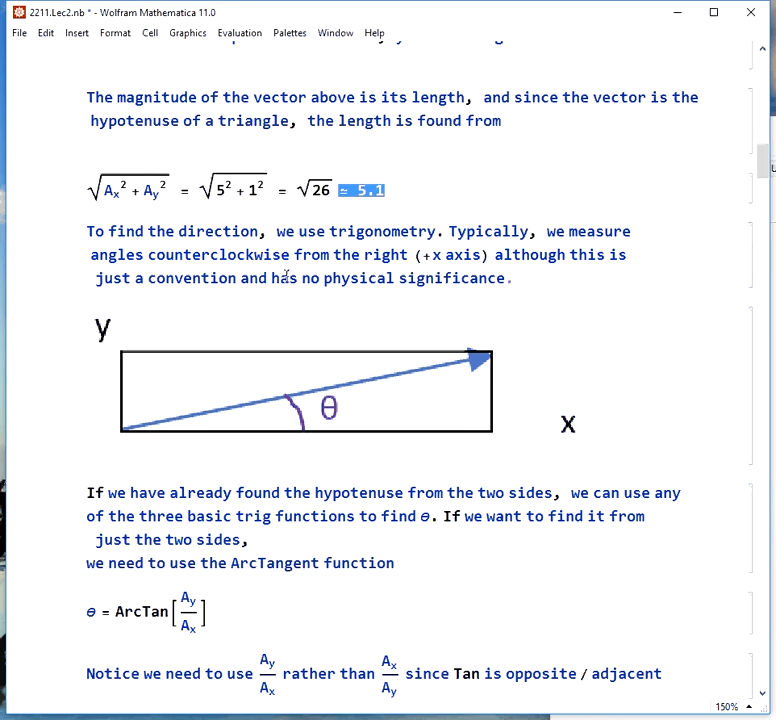 2211.Lec2.nb * - Wolfram Mathematica 11.0
File Edit Insert Format Cell Graphics Evaluation Palettes Window Help
The magnitude of the vector above is its length, and since the vector is the
hypotenuse of a triangle, the length is found from
√(Aₓ² + A_y²) = √(5² + 1²) = √26 ≃ 5.1
To find the direction, we use trigonometry. Typically, we measure
angles counterclockwise from the right (+x axis) although this is
just a convention and has no physical significance.
y
θ
x
If we have already found the hypotenuse from the two sides, we can use any
of the three basic trig functions to find θ. If we want to find it from
just the two sides,
we need to use the ArcTangent function
θ = ArcTan[A_y/Aₓ]
Notice we need to use A_y/Aₓ rather than Aₓ/A_y since Tan is opposite / adjacent
150%